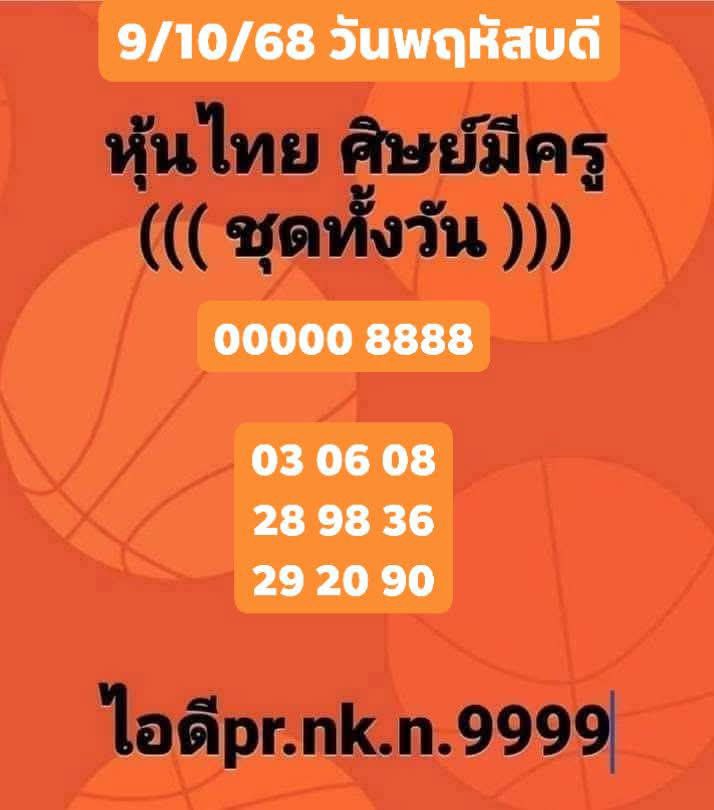 9/10/68 วันพฤหัสบดี
หุ้นไทย ศิษย์มีครู
((( ชุดทั้งวัน )))
00000 8888
03 06 08
28 98 36
29 20 90
ไอดีpr.nk.n.9999